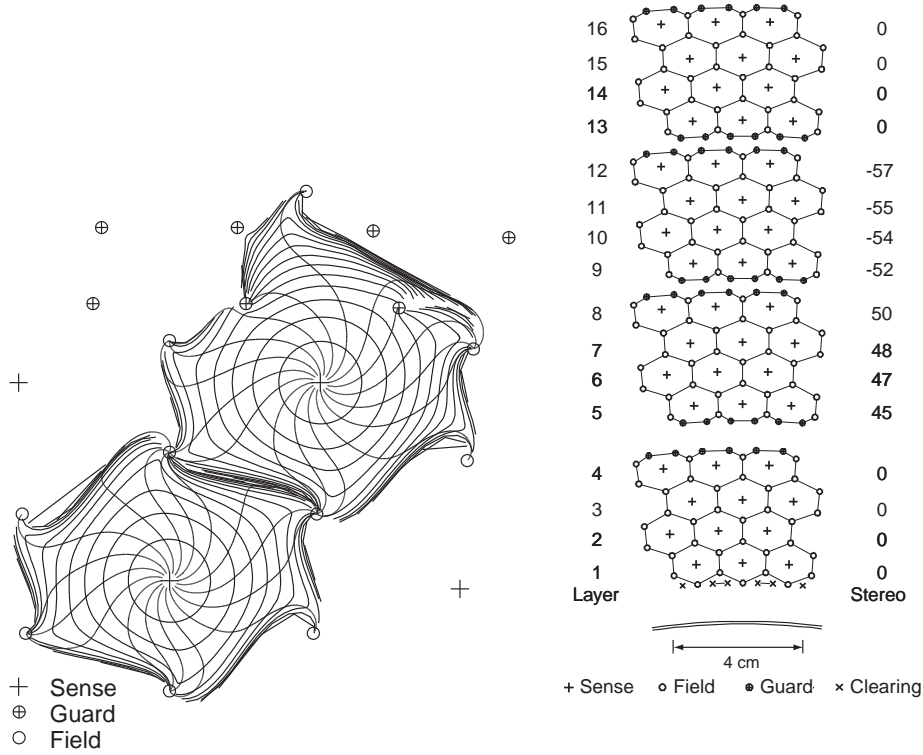 Sense
Guard
Field
16 0
15 0
14 0
13 0
12 -57
11 -55
10 -54
9 -52
8 50
7 48
6 47
5 45
4 0
3 0
2 0
1 0
Layer Stereo
4 cm
Sense Field Guard Clearing